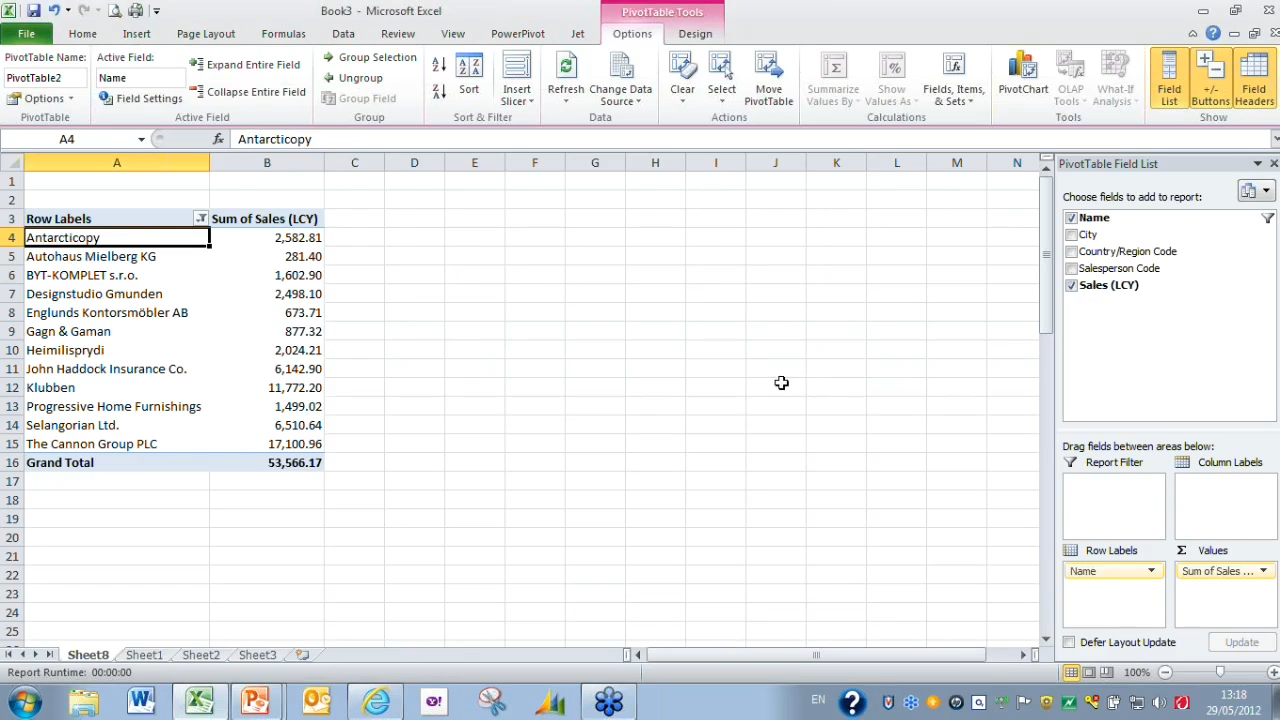 Book3 - Microsoft Excel
PivotTable Tools
File Home Insert Page Layout Formulas Data Review View PowerPivot Jet Options Design
PivotTable Name:
PivotTable2
Options
PivotTable
Active Field:
Name
Field Settings
Expand Entire Field
Collapse Entire Field
Active Field
Group Selection
Ungroup
Group Field
Group
Sort
Insert
Slicer
Sort & Filter
Refresh
Change Data
Source
Data
Clear
Select
Move
PivotTable
Actions
Summarize
Values By
Show
Values As
Fields, Items,
& Sets
Calculations
PivotChart
OLAP
Tools
What-If
Analysis
Tools
Field
List
+/-
Buttons
Field
Headers
Show
A4 fx Antarcticopy
A B C D E F G H I J K L M N
1
2
3 Row Labels Sum of Sales (LCY)
4 Antarcticopy 2,582.81
5 Autohaus Mielberg KG 281.40
6 BYT-KOMPLET s.r.o. 1,602.90
7 Designstudio Gmunden 2,498.10
8 Englunds Kontorsmöbler AB 673.71
9 Gagn & Gaman 877.32
10 Heimilisprydi 2,024.21
11 John Haddock Insurance Co. 6,142.90
12 Klubben 11,772.20
13 Progressive Home Furnishings 1,499.02
14 Selangorian Ltd. 6,510.64
15 The Cannon Group PLC 17,100.96
16 Grand Total 53,566.17
17
18
19
20
21
22
23
24
25
PivotTable Field List
Choose fields to add to report:
Name
City
Country/Region Code
Salesperson Code
Sales (LCY)
Drag fields between areas below:
Report Filter
Column Labels
Row Labels
Σ Values
Name
Sum of Sales ...
Defer Layout Update
Update
Sheet8 Sheet1 Sheet2 Sheet3
Report Runtime: 00:00:00
100%
EN
13:18
29/05/2012